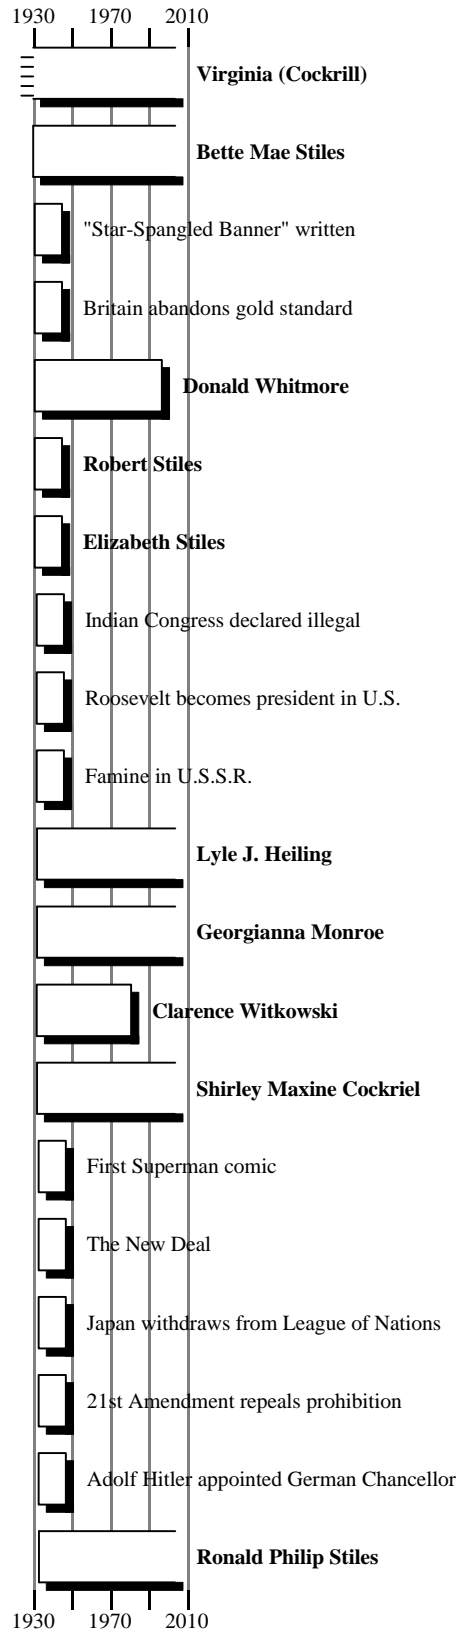 1930 1970 2010
Virginia (Cockrill)
Bette Mae Stiles
"Star-Spangled Banner" written
Britain abandons gold standard
Donald Whitmore
Robert Stiles
Elizabeth Stiles
Indian Congress declared illegal
Roosevelt becomes president in U.S.
Famine in U.S.S.R.
Lyle J. Heiling
Georgianna Monroe
Clarence Witkowski
Shirley Maxine Cockriel
First Superman comic
The New Deal
Japan withdraws from League of Nations
21st Amendment repeals prohibition
Adolf Hitler appointed German Chancellor
Ronald Philip Stiles
1930 1970 2010